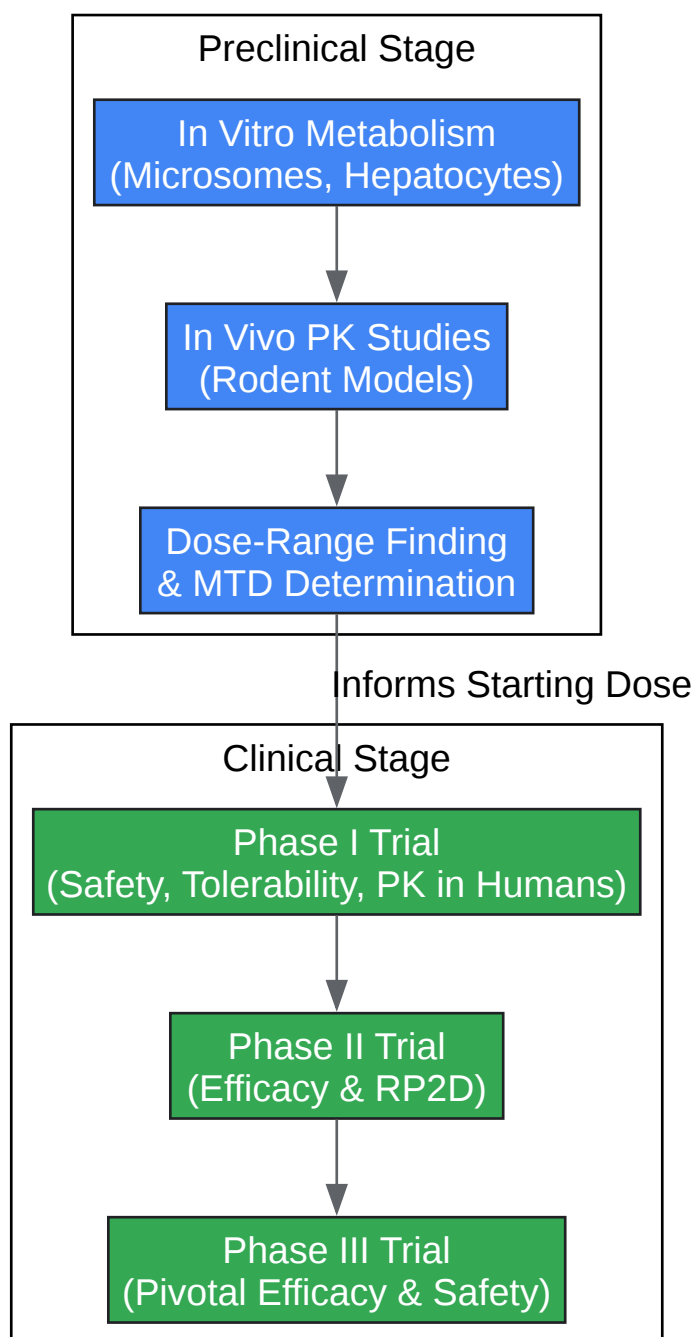 Preclinical Stage
In Vitro Metabolism
(Microsomes, Hepatocytes)
In Vivo PK Studies
(Rodent Models)
Dose-Range Finding
& MTD Determination
Informs Starting Dose
Clinical Stage
Phase I Trial
(Safety, Tolerability, PK in Humans)
Phase II Trial
(Efficacy & RP2D)
Phase III Trial
(Pivotal Efficacy & Safety)